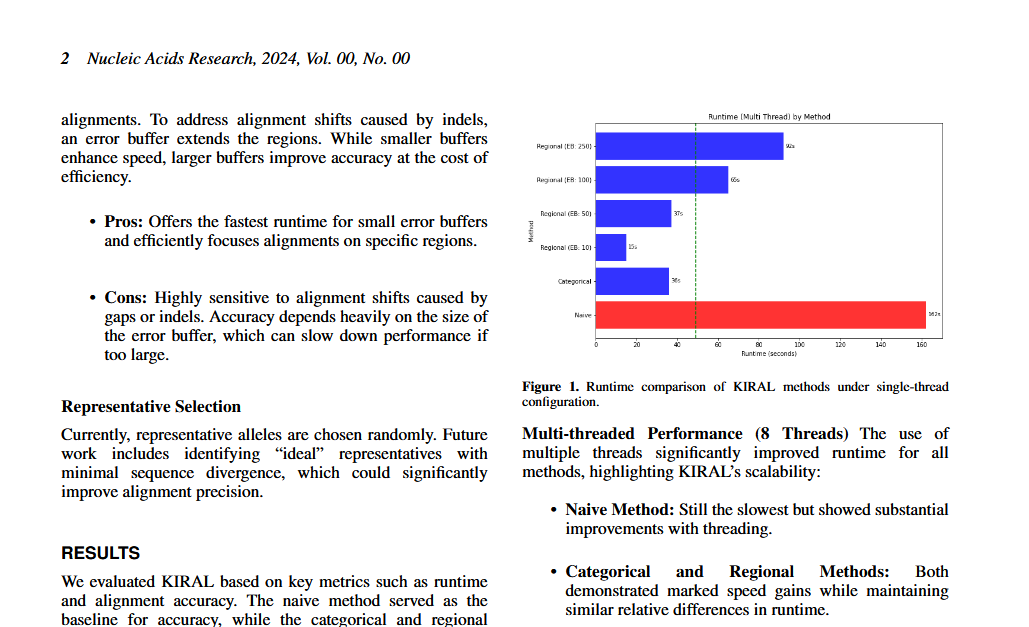 2 Nucleic Acids Research, 2024, Vol. 00, No. 00
alignments. To address alignment shifts caused by indels,
an error buffer extends the regions. While smaller buffers
enhance speed, larger buffers improve accuracy at the cost of
efficiency.
• Pros: Offers the fastest runtime for small error buffers
and efficiently focuses alignments on specific regions.
• Cons: Highly sensitive to alignment shifts caused by
gaps or indels. Accuracy depends heavily on the size of
the error buffer, which can slow down performance if
too large.
Representative Selection
Currently, representative alleles are chosen randomly. Future
work includes identifying “ideal” representatives with
minimal sequence divergence, which could significantly
improve alignment precision.
RESULTS
We evaluated KIRAL based on key metrics such as runtime
and alignment accuracy. The naive method served as the
baseline for accuracy, while the categorical and regional
Runtime (Multi Thread) by Method
Method
Regional (EB: 250)
92s
Regional (EB: 100)
65s
Regional (EB: 50)
37s
Regional (EB: 10)
15s
Categorical
36s
Naive
162s
0 20 40 60 80 100 120 140 160
Runtime (seconds)
Figure 1. Runtime comparison of KIRAL methods under single-thread
configuration.
Multi-threaded Performance (8 Threads) The use of
multiple threads significantly improved runtime for all
methods, highlighting KIRAL’s scalability:
• Naive Method: Still the slowest but showed substantial
improvements with threading.
• Categorical and Regional Methods: Both
demonstrated marked speed gains while maintaining
similar relative differences in runtime.